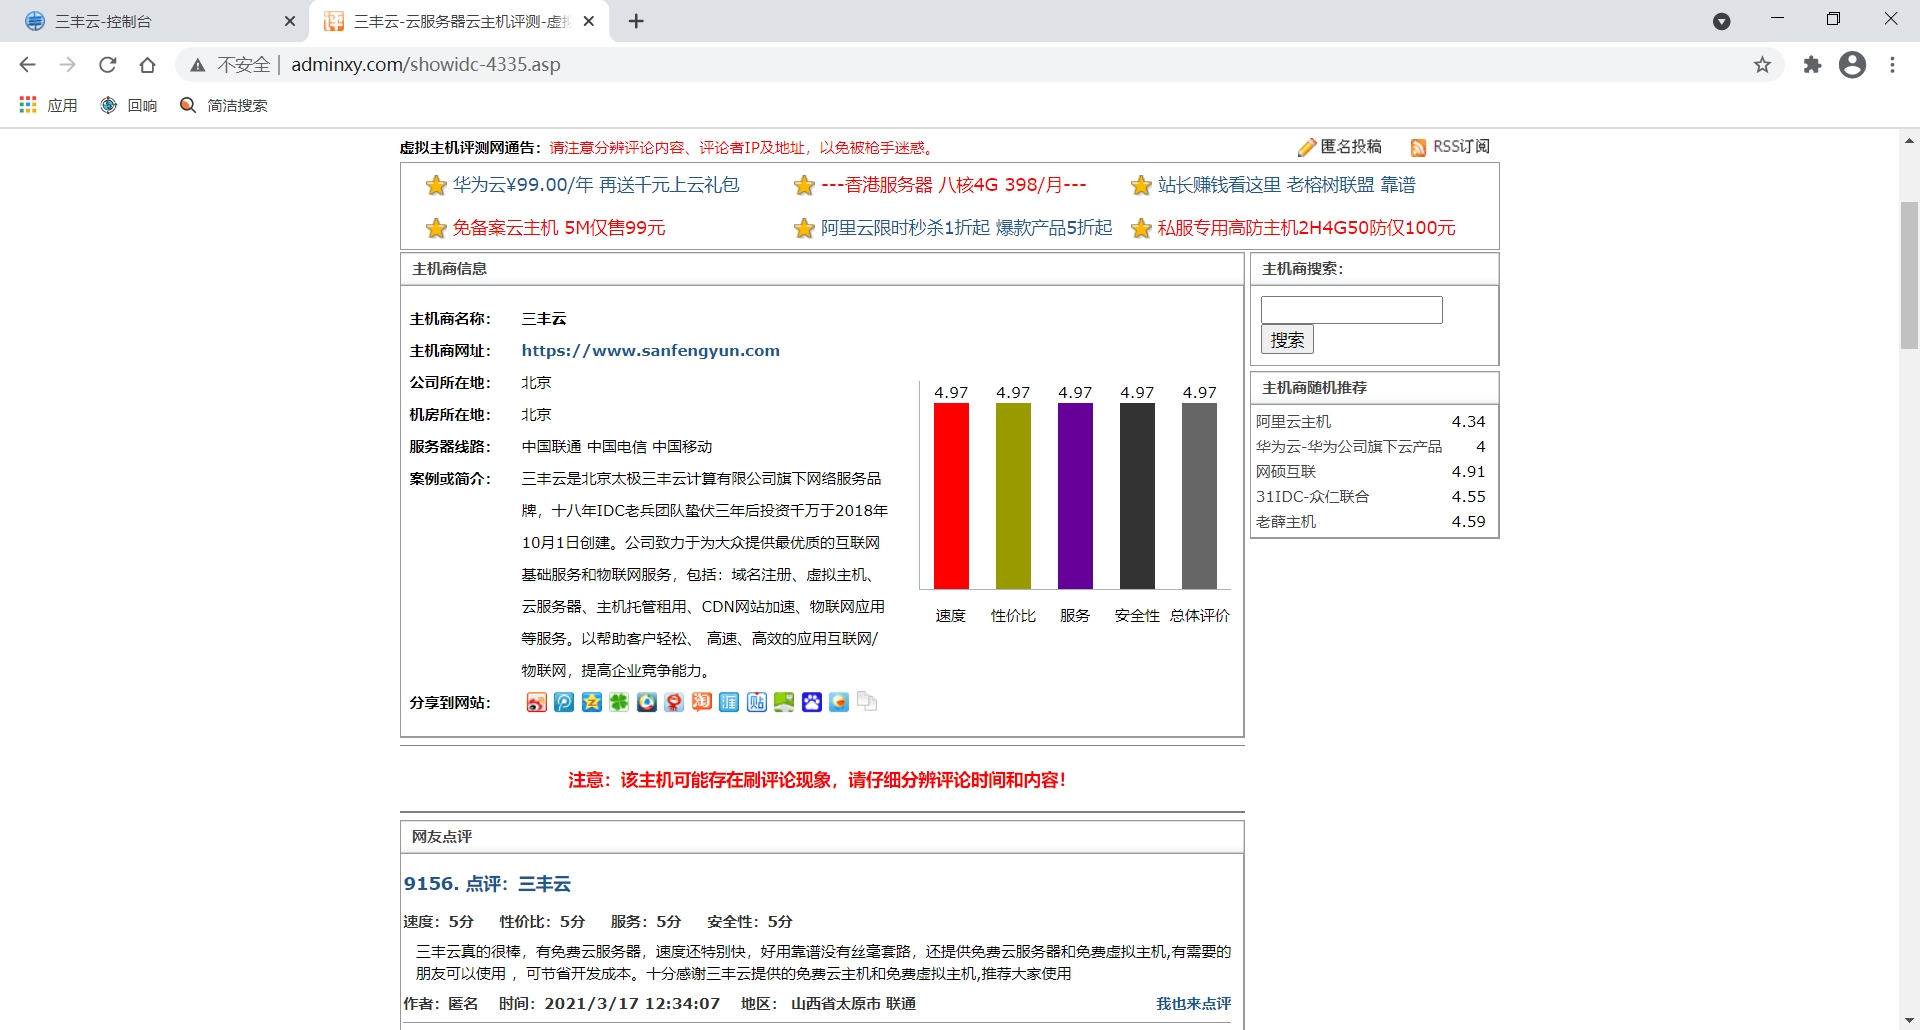 三丰云-控制台
三丰云-云服务器云主机评测-虚
不安全 | adminxy.com/showidc-4335.asp
应用 回响 简洁搜索
虚拟主机评测网通告：请注意分辨评论内容、评论者IP及地址，以免被枪手迷惑。 匿名投稿 RSS订阅
华为云¥99.00/年 再送千元上云礼包 ---香港服务器 八核4G 398/月--- 站长赚钱看这里 老榕树联盟 靠谱
免备案云主机 5M仅售99元 阿里云限时秒杀1折起 爆款产品5折起 私服专用高防主机2H4G50防仅100元
主机商信息
主机商名称： 三丰云
主机商网址： https://www.sanfengyun.com
公司所在地： 北京
机房所在地： 北京
服务器线路： 中国联通 中国电信 中国移动
案例或简介： 三丰云是北京太极三丰云计算有限公司旗下网络服务品
牌，十八年IDC老兵团队蛰伏三年后投资千万于2018年
10月1日创建。公司致力于为大众提供最优质的互联网
基础服务和物联网服务，包括：域名注册、虚拟主机、
云服务器、主机托管租用、CDN网站加速、物联网应用
等服务。以帮助客户轻松、 高速、高效的应用互联网/
物联网，提高企业竞争能力。
分享到网站：
淘 涯 贴
4.97 4.97 4.97 4.97 4.97
速度 性价比 服务 安全性 总体评价
主机商搜索：
搜索
主机商随机推荐
阿里云主机 4.34
华为云-华为公司旗下云产品 4
网硕互联 4.91
31IDC-众仁联合 4.55
老薛主机 4.59
注意：该主机可能存在刷评论现象，请仔细分辨评论时间和内容！
网友点评
9156. 点评：三丰云
速度：5分 性价比：5分 服务：5分 安全性：5分
三丰云真的很棒，有免费云服务器，速度还特别快，好用靠谱没有丝毫套路，还提供免费云服务器和免费虚拟主机,有需要的
朋友可以使用 ，可节省开发成本。十分感谢三丰云提供的免费云主机和免费虚拟主机,推荐大家使用
作者：匿名 时间：2021/3/17 12:34:07 地区： 山西省太原市 联通 我也来点评